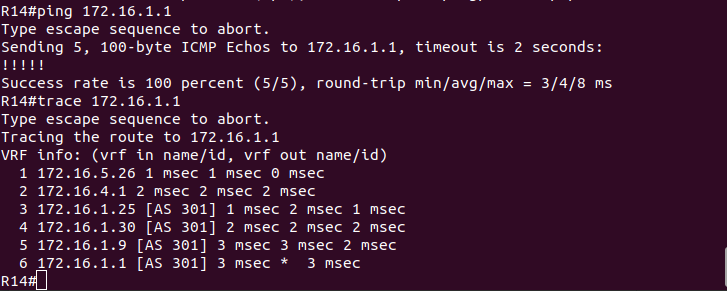 R14#ping 172.16.1.1
Type escape sequence to abort.
Sending 5, 100-byte ICMP Echos to 172.16.1.1, timeout is 2 seconds:
!!!!!
Success rate is 100 percent (5/5), round-trip min/avg/max = 3/4/8 ms
R14#trace 172.16.1.1
Type escape sequence to abort.
Tracing the route to 172.16.1.1
VRF info: (vrf in name/id, vrf out name/id)
  1 172.16.5.26 1 msec 1 msec 0 msec
  2 172.16.4.1 2 msec 2 msec 2 msec
  3 172.16.1.25 [AS 301] 1 msec 2 msec 1 msec
  4 172.16.1.30 [AS 301] 2 msec 2 msec 2 msec
  5 172.16.1.9 [AS 301] 3 msec 3 msec 2 msec
  6 172.16.1.1 [AS 301] 3 msec *  3 msec
R14#